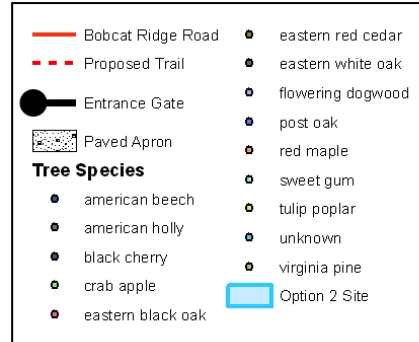 Bobcat Ridge Road
Proposed Trail
Entrance Gate
Paved Apron
Tree Species
american beech
american holly
black cherry
crab apple
eastern black oak
eastern red cedar
eastern white oak
flowering dogwood
post oak
red maple
sweet gum
tulip poplar
unknown
virginia pine
Option 2 Site